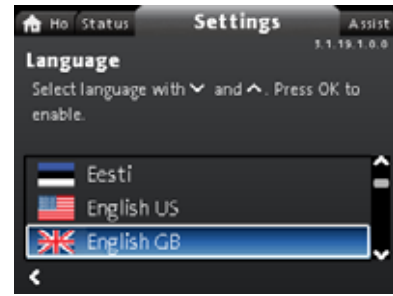 Ho Status Settings Assist
3.1.19.1.0.0
Language
Select language with and . Press OK to
enable.
Eesti
English US
English GB